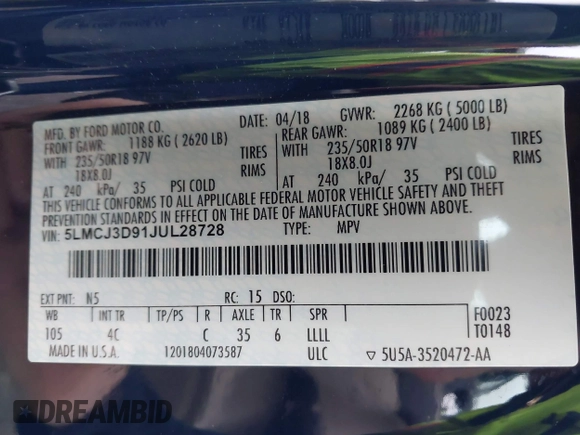 MFD. BY FORD MOTOR CO. DATE: 04/18 GVWR: 2268 KG ( 5000 LB)
FRONT GAWR: 1188 KG ( 2620 LB) REAR GAWR: 1089 KG ( 2400 LB)
WITH 235/50R18 97V TIRES WITH 235/50R18 97V TIRES
18X8.0J RIMS 18X8.0J RIMS
AT 240 kPa/ 35 PSI COLD AT 240 kPa/ 35 PSI COLD
THIS VEHICLE CONFORMS TO ALL APPLICABLE FEDERAL MOTOR VEHICLE SAFETY AND THEFT
PREVENTION STANDARDS IN EFFECT ON THE DATE OF MANUFACTURE SHOWN ABOVE.
VIN: 5LMCJ3D91JUL28728 TYPE: MPV
EXT PNT: N5 RC: 15 DSO:
WB INT TR TP/PS R AXLE TR SPR F0023
105 4C C 35 6 LLLL T0148
MADE IN U.S.A. 1201804073587 ULC ▽ 5U5A-3520472-AA
DREAMBID